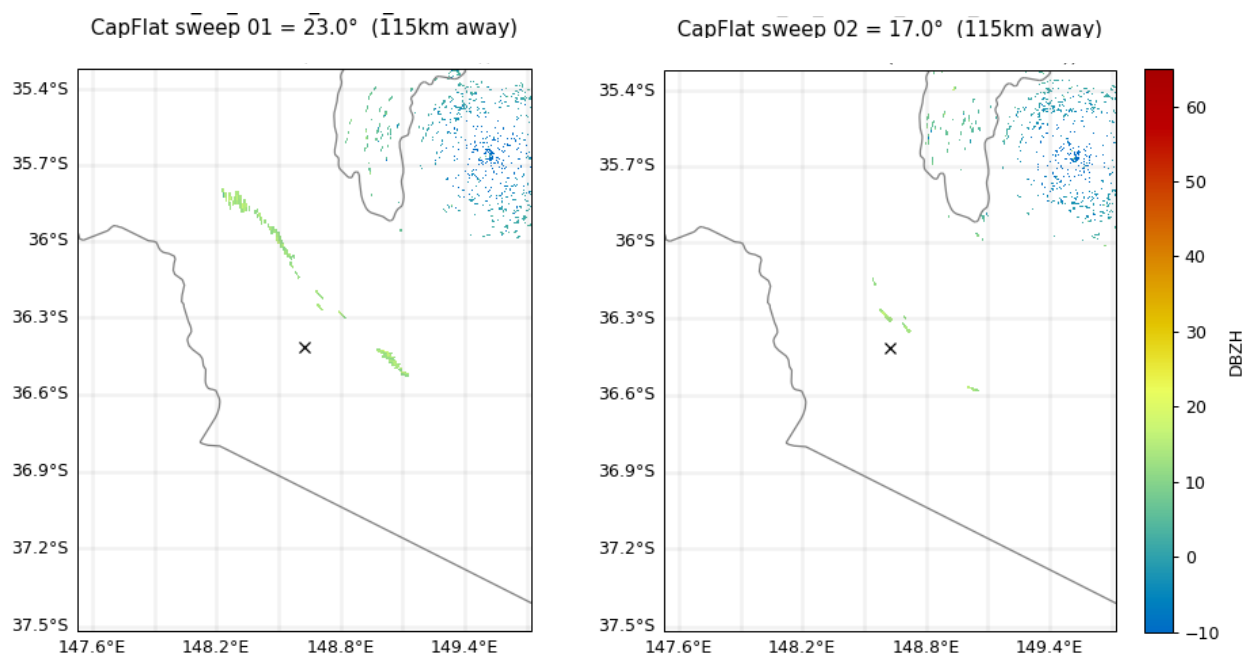 CapFlat sweep 01 = 23.0° (115km away)
CapFlat sweep 02 = 17.0° (115km away)
35.4°S
35.7°S
36°S
36.3°S
36.6°S
36.9°S
37.2°S
37.5°S
147.6°E 148.2°E 148.8°E 149.4°E
35.4°S
35.7°S
36°S
36.3°S
36.6°S
36.9°S
37.2°S
37.5°S
147.6°E 148.2°E 148.8°E 149.4°E
60
50
40
30
20
10
0
−10
DBZH